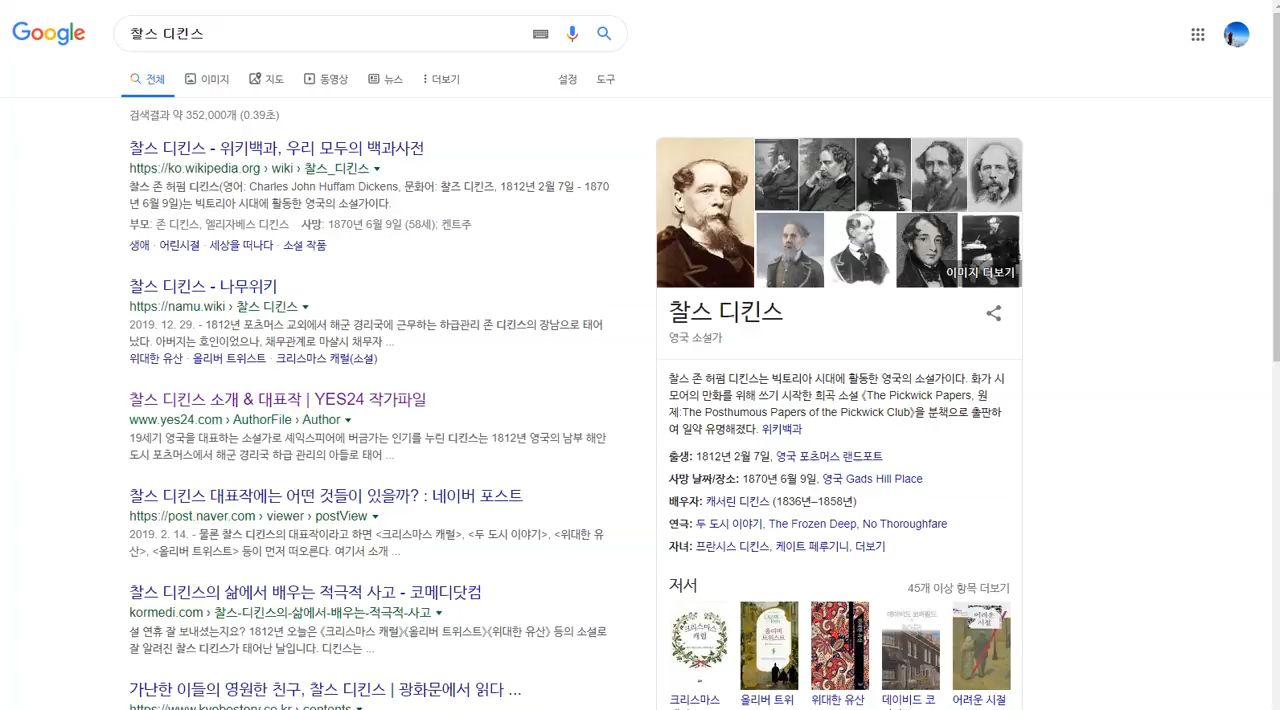 Google
찰스 디킨스
전체
이미지
지도
동영상
뉴스
더보기
설정
도구
검색결과 약 352,000개 (0.39초)
찰스 디킨스 - 위키백과, 우리 모두의 백과사전
https://ko.wikipedia.org › wiki › 찰스_디킨스
찰스 존 허펌 디킨스(영어: Charles John Huffam Dickens, 문화어: 찰즈 디킨즈, 1812년 2월 7일 - 1870
년 6월 9일)는 빅토리아 시대에 활동한 영국의 소설가이다.
부모: 존 디킨스, 엘리자베스 디킨스 사망: 1870년 6월 9일 (58세); 켄트주
생애 · 어린시절 · 세상을 떠나다 · 소설 작품
찰스 디킨스 - 나무위키
https://namu.wiki › 찰스 디킨스
2019. 12. 29. - 1812년 포츠머스 교외에서 해군 경리국에 근무하는 하급관리 존 디킨스의 장남으로 태어
났다. 아버지는 호인이었으나, 채무관계로 마샬시 채무자 ...
위대한 유산 · 올리버 트위스트 · 크리스마스 캐럴(소설)
찰스 디킨스 소개 & 대표작 | YES24 작가파일
www.yes24.com › AuthorFile › Author
19세기 영국을 대표하는 소설가로 셰익스피어에 버금가는 인기를 누린 디킨스는 1812년 영국의 남부 해안
도시 포츠머스에서 해군 경리국 하급 관리의 아들로 태어 ...
찰스 디킨스 대표작에는 어떤 것들이 있을까? : 네이버 포스트
https://post.naver.com › viewer › postView
2019. 2. 14. - 물론 찰스 디킨스의 대표작이라고 하면 <크리스마스 캐럴>, <두 도시 이야기>, <위대한 유
산>, <올리버 트위스트> 등이 먼저 떠오른다. 여기서 소개 ...
찰스 디킨스의 삶에서 배우는 적극적 사고 - 코메디닷컴
kormedi.com › 찰스-디킨스의-삶에서-배우는-적극적-사고
설 연휴 잘 보내셨는지요? 1812년 오늘은 《크리스마스 캐럴》《올리버 트위스트》《위대한 유산》 등의 소설로
잘 알려진 찰스 디킨스가 태어난 날입니다. 디킨스는 ...
가난한 이들의 영원한 친구, 찰스 디킨스 | 광화문에서 읽다 ...
https://www.kyobostory.co.kr › contents
이미지 더보기
찰스 디킨스
영국 소설가
찰스 존 허펌 디킨스는 빅토리아 시대에 활동한 영국의 소설가이다. 화가 시
모어의 만화를 위해 쓰기 시작한 희곡 소설 《The Pickwick Papers, 원
제:The Posthumous Papers of the Pickwick Club》을 분책으로 출판하
여 일약 유명해졌다. 위키백과
출생: 1812년 2월 7일, 영국 포츠머스 랜드포트
사망 날짜/장소: 1870년 6월 9일, 영국 Gads Hill Place
배우자: 캐서린 디킨스 (1836년–1858년)
연극: 두 도시 이야기, The Frozen Deep, No Thoroughfare
자녀: 프란시스 디킨스, 케이트 페루기니, 더보기
저서
45개 이상 항목 더보기
크리스마스 캐럴
올리버 트위스트
위대한 유산
데이비드 코퍼필드
어려운 시절
크리스마스
올리버 트위
위대한 유산
데이비드 코
어려운 시절